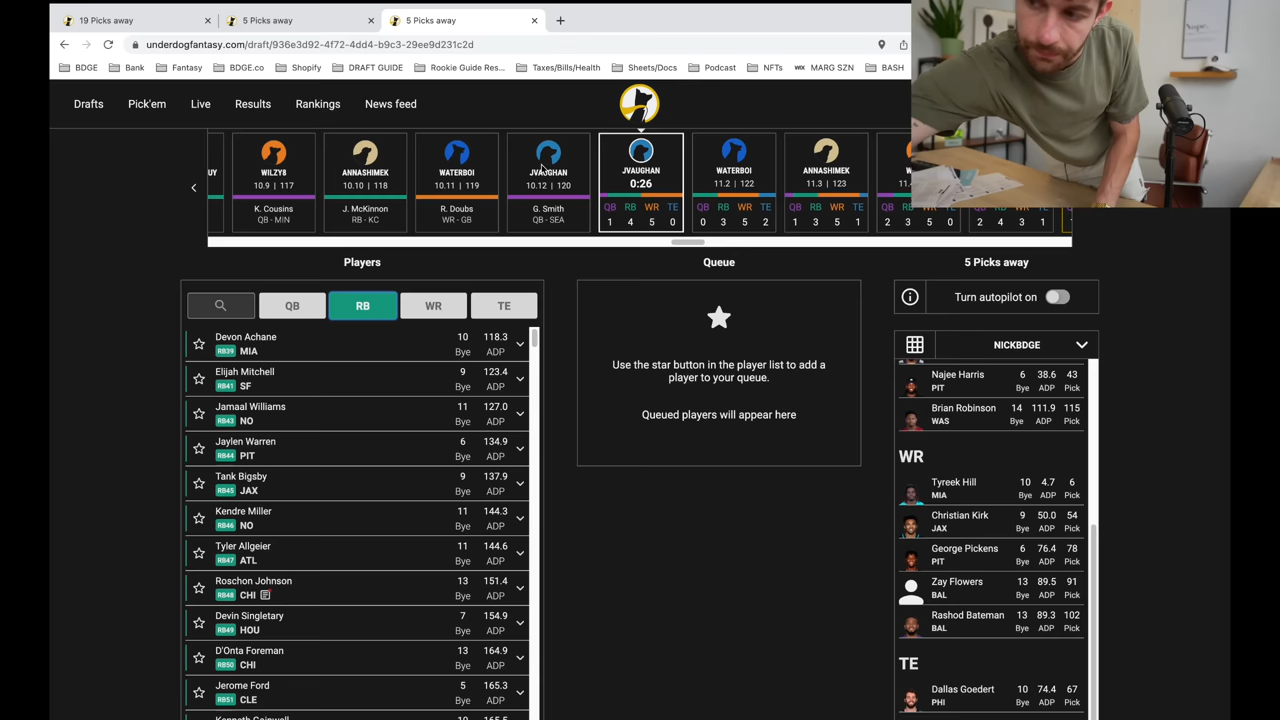 19 Picks away
5 Picks away
5 Picks away
underdogfantasy.com/draft/936e3d92-4f72-4dd4-b9c3-29ee9d231c2d
BDGE Bank Fantasy BDGE.co Shopify DRAFT GUIDE Rookie Guide Res... Taxes/Bills/Health Sheets/Docs Podcast NFTs WIX MARG SZN BASH
Drafts Pick'em Live Results Rankings News feed
UY
WILZY8
10.9 | 117
K. Cousins
QB - MIN
ANNASHIMEK
10.10 | 118
J. McKinnon
RB - KC
WATERBOI
10.11 | 119
R. Doubs
WR - GB
JVAUGHAN
10.12 | 120
G. Smith
QB - SEA
JVAUGHAN
0:26
QB RB WR TE
1 4 5 0
WATERBOI
11.2 | 122
QB RB WR TE
0 3 5 2
ANNASHIMEK
11.3 | 123
QB RB WR TE
1 3 5 1
W
11.4
QB RB WR TE
2 3 5 0
QB RB WR TE
2 4 3 1
Players
QB RB WR TE
Devon Achane 10 118.3
RB39 MIA Bye ADP
Elijah Mitchell 9 123.4
RB41 SF Bye ADP
Jamaal Williams 11 127.0
RB43 NO Bye ADP
Jaylen Warren 6 134.9
RB44 PIT Bye ADP
Tank Bigsby 9 137.9
RB45 JAX Bye ADP
Kendre Miller 11 144.3
RB46 NO Bye ADP
Tyler Allgeier 11 144.6
RB47 ATL Bye ADP
Roschon Johnson 13 151.4
RB48 CHI Bye ADP
Devin Singletary 7 154.9
RB49 HOU Bye ADP
D'Onta Foreman 13 164.9
RB50 CHI Bye ADP
Jerome Ford 5 165.3
RB51 CLE Bye ADP
Kenneth Gainwell 10 165.5
Queue
Use the star button in the player list to add a
player to your queue.
Queued players will appear here
5 Picks away
Turn autopilot on
NICKBDGE
Najee Harris 6 38.6 43
PIT Bye ADP Pick
Brian Robinson 14 111.9 115
WAS Bye ADP Pick
WR
Tyreek Hill 10 4.7 6
MIA Bye ADP Pick
Christian Kirk 9 50.0 54
JAX Bye ADP Pick
George Pickens 6 76.4 78
PIT Bye ADP Pick
Zay Flowers 13 89.5 91
BAL Bye ADP Pick
Rashod Bateman 13 89.3 102
BAL Bye ADP Pick
TE
Dallas Goedert 10 74.4 67
PHI Bye ADP Pick